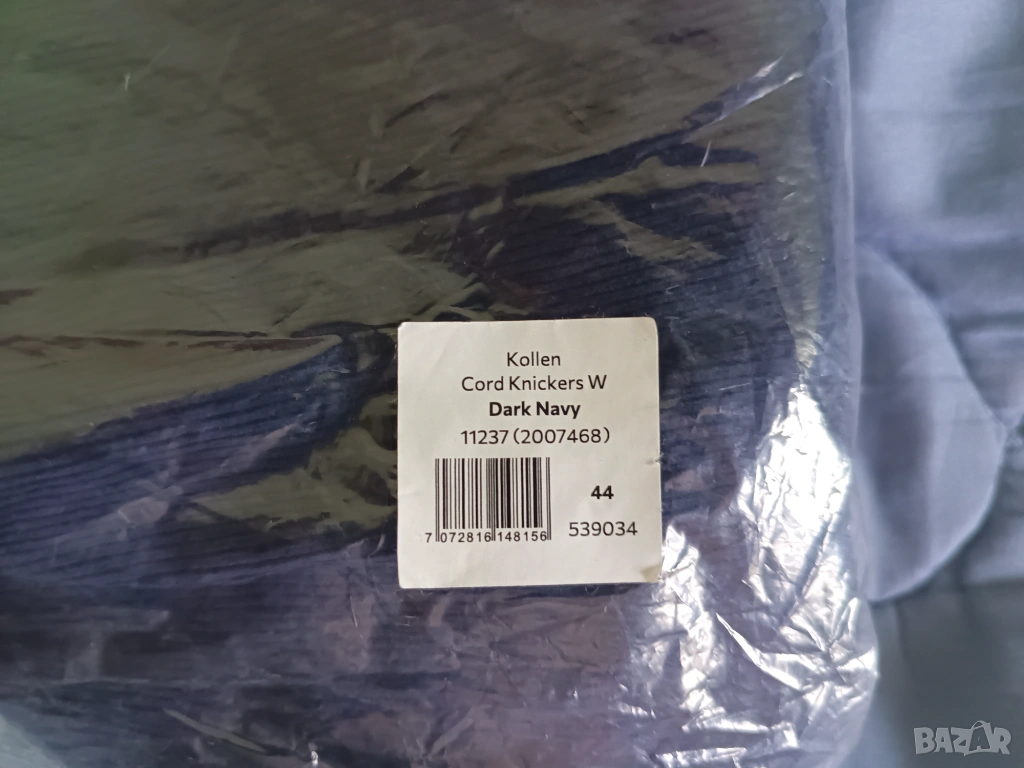 Kollen
Cord Knickers W
Dark Navy
11237 (2007468)
44
539034
7 072816 148156
BAZAR